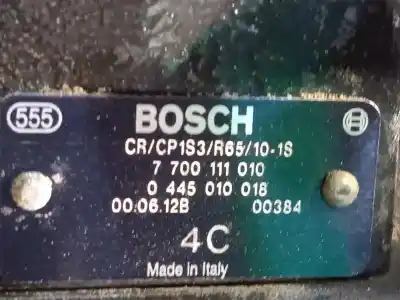 555 BOSCH
CR/CP1S3/R65/10-1S
7 700 111 010
0 445 010 018
00.06.12B 00384
4C
Made in Italy